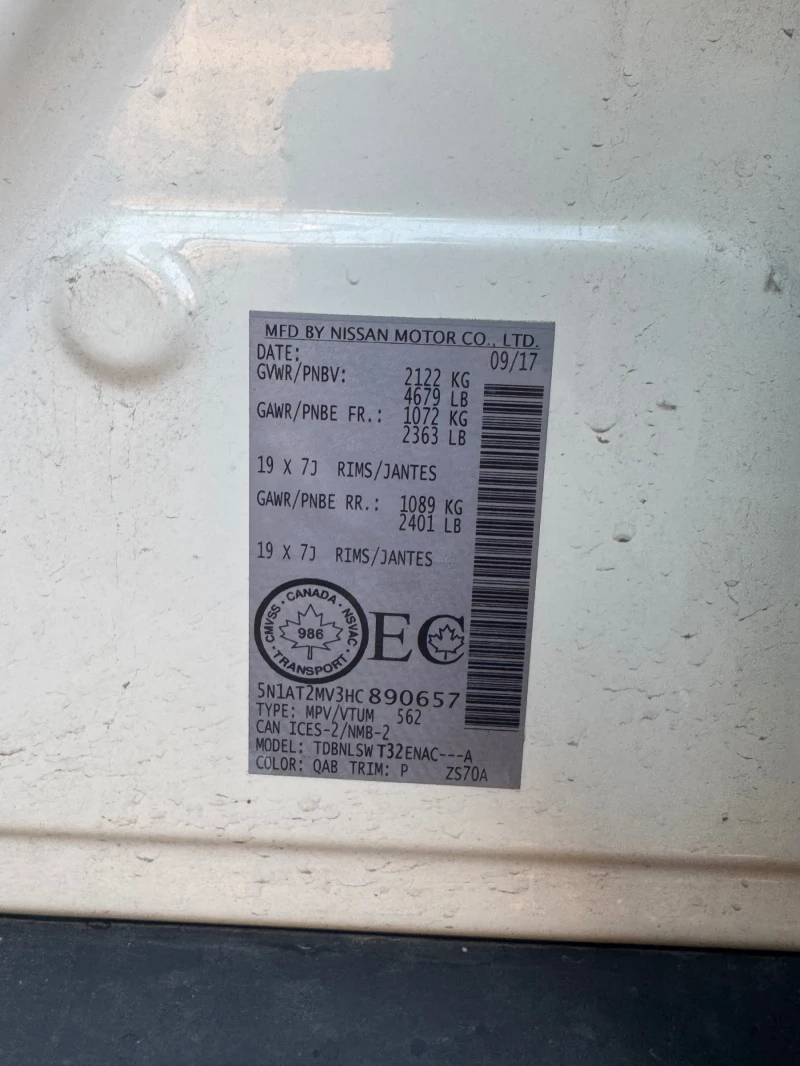 MFD BY NISSAN MOTOR CO., LTD.
DATE: 09/17
GVWR/PNBV: 2122 KG
4679 LB
GAWR/PNBE FR.: 1072 KG
2363 LB
19 X 7J RIMS/JANTES
GAWR/PNBE RR.: 1089 KG
2401 LB
19 X 7J RIMS/JANTES
CMVSS · CANADA · NSVAC · TRANSPORT ·
986
EC
5N1AT2MV3HC890657
TYPE: MPV/VTUM 562
CAN ICES-2/NMB-2
MODEL: TDBNLSWT32ENAC---A
COLOR: QAB TRIM: P ZS70A